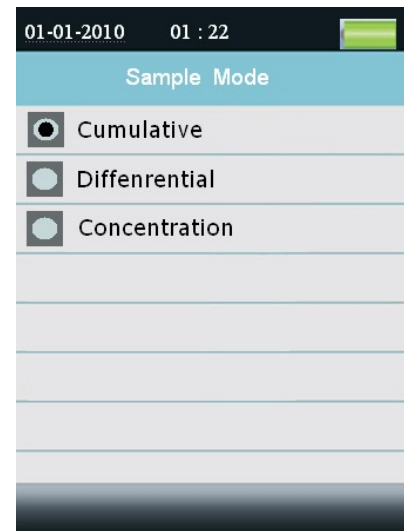 01-01-2010 01 : 22
Sample Mode
Cumulative
Diffenrential
Concentration